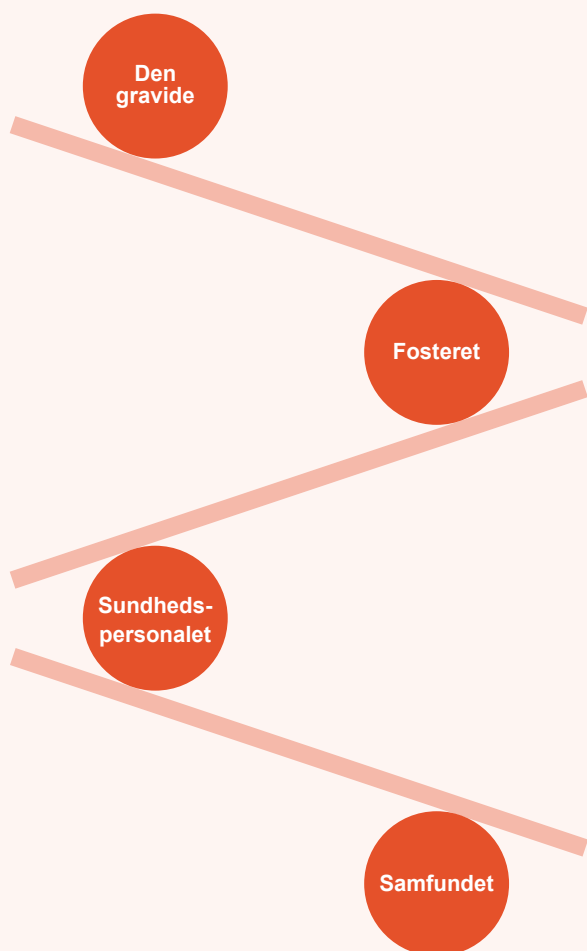 Den
gravide
Fosteret
Sundheds-
personalet
Samfundet